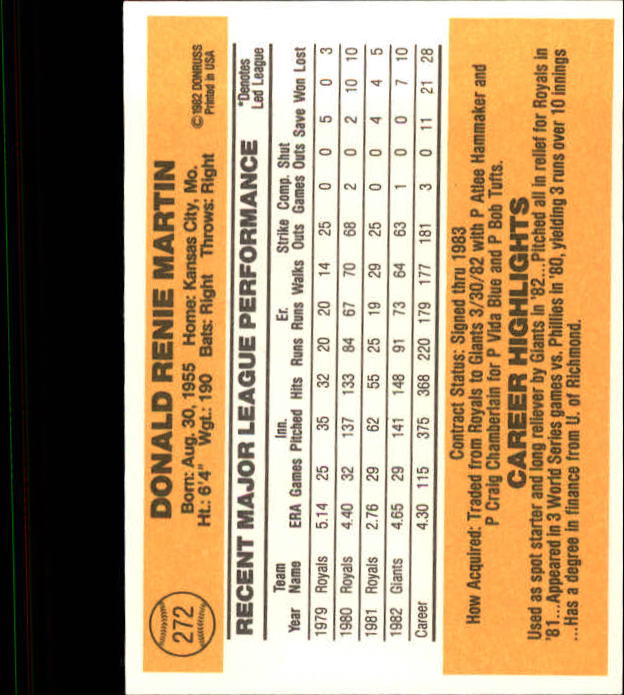 272
DONALD RENIE MARTIN
Born: Aug. 30, 1955 Home: Kansas City, Mo.
Ht.: 6'4" Wgt.: 190 Bats: Right Throws: Right
©1982 DONRUSS
Printed in USA
RECENT MAJOR LEAGUE PERFORMANCE
*Denotes
Led League
Team Inn. Er. Strike Comp. Shut
Year Name ERA Games Pitched Hits Runs Runs Walks Outs Games Outs Save Won Lost
1979 Royals 5.14 25 35 32 20 20 14 25 0 0 5 0 3
1980 Royals 4.40 32 137 133 84 67 70 68 2 0 2 10 10
1981 Royals 2.76 29 62 55 25 19 29 25 0 0 4 4 5
1982 Giants 4.65 29 141 148 91 73 64 63 1 0 0 7 10
Career 4.30 115 375 368 220 179 177 181 3 0 11 21 28
Contract Status: Signed thru 1983
How Acquired: Traded from Royals to Giants 3/30/82 with P Atlee Hammaker and
P Craig Chamberlain for P Vida Blue and P Bob Tufts.
CAREER HIGHLIGHTS
Used as spot starter and long reliever by Giants in '82....Pitched all in relief for Royals in
'81...Appeared in 3 World Series games vs. Phillies in '80, yielding 3 runs over 10 innings
...Has a degree in finance from U. of Richmond.